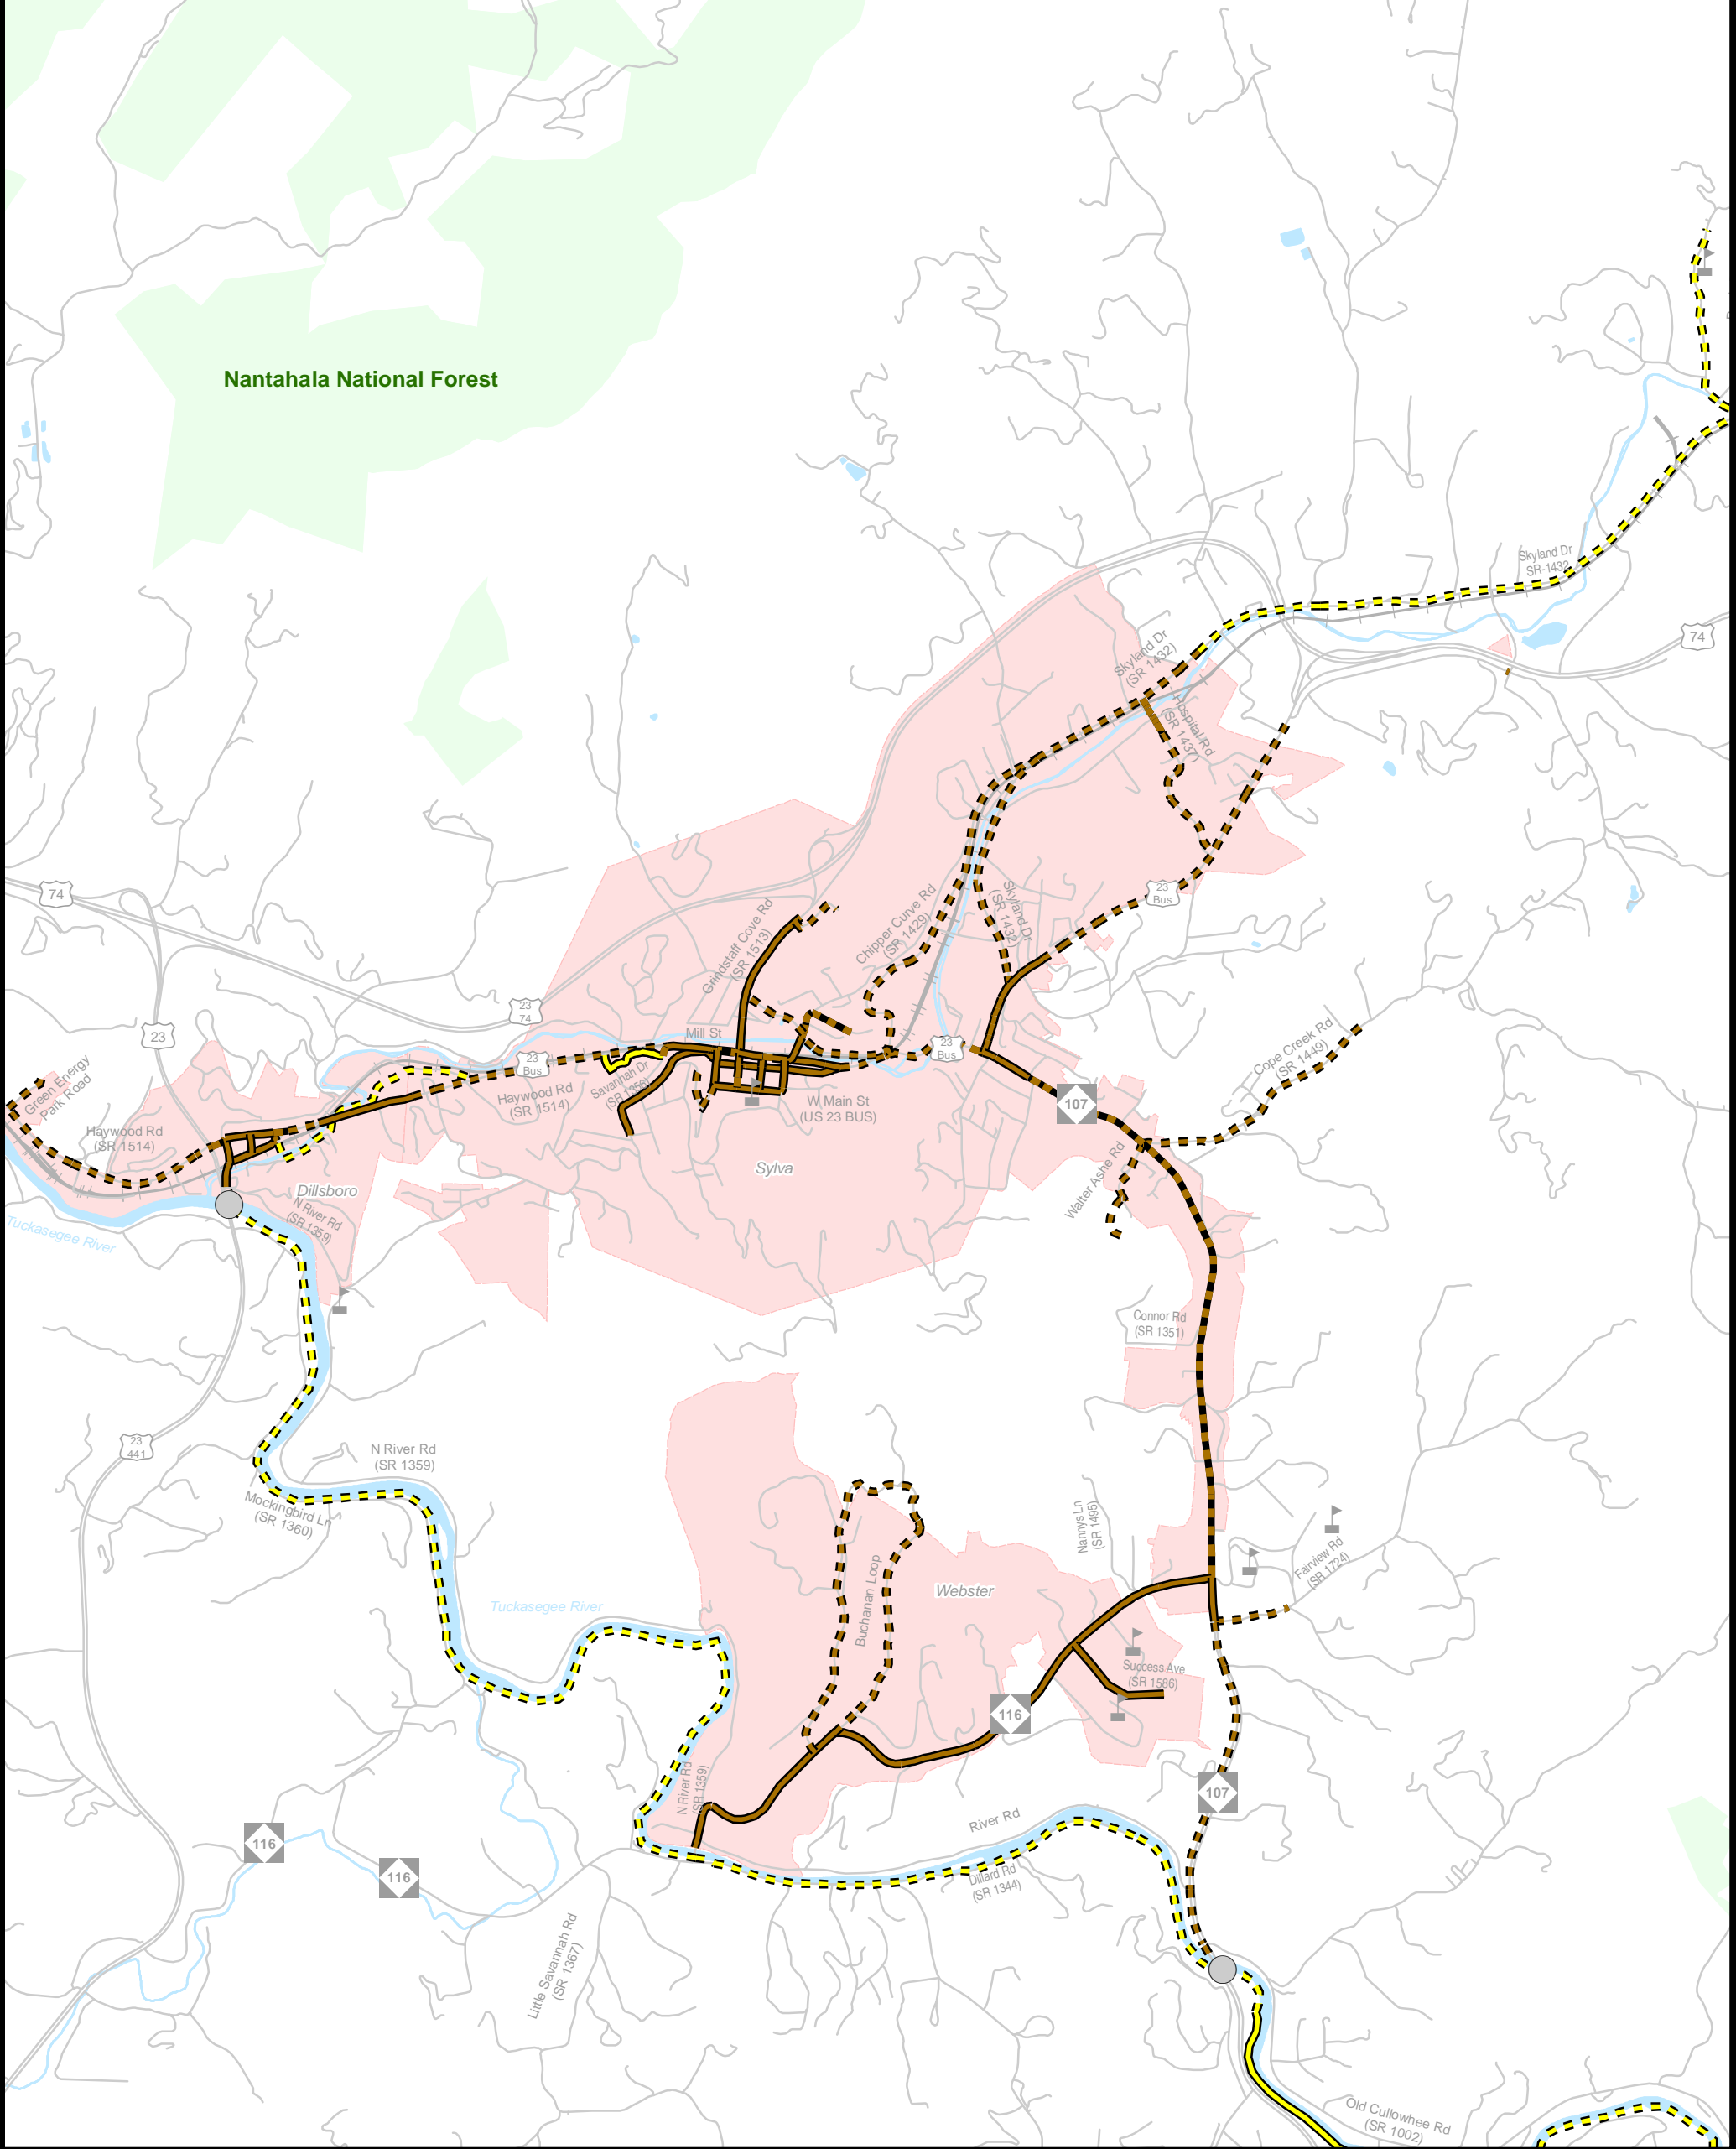 Nantahala National Forest
Skyland Dr
SR-1432
74
Skyland Dr
(SR 1432)
Hospital Rd
(SR 1437)
74
23
Bus
Grindstaff Cove Rd
(SR 1513)
Chipper Curve Rd
(SR 1429)
Skyland Dr
(SR 1432)
23
74
23
Mill St
23
Bus
23
Bus
Cope Creek Rd
(SR 1449)
Green Energy
Park Road
Haywood Rd
(SR 1514)
Savannah Dr
(SR 1356)
W Main St
(US 23 BUS)
107
Haywood Rd
(SR 1514)
Sylva
Walter Ashe Rd
Dillsboro
N River Rd
(SR 1359)
Tuckasegee River
Connor Rd
(SR 1351)
23
441
N River Rd
(SR 1359)
Mockingbird Ln
(SR 1360)
Nannys Ln
(SR 1495)
Fairview Rd
(SR 1724)
Tuckasegee River
Buchanan Loop
Webster
Success Ave
(SR 1586)
116
N River Rd
(SR 1359)
107
River Rd
116
116
Dillard Rd
(SR 1344)
Little Savannah Rd
(SR 1367)
Old Cullowhee Rd
(SR 1002)